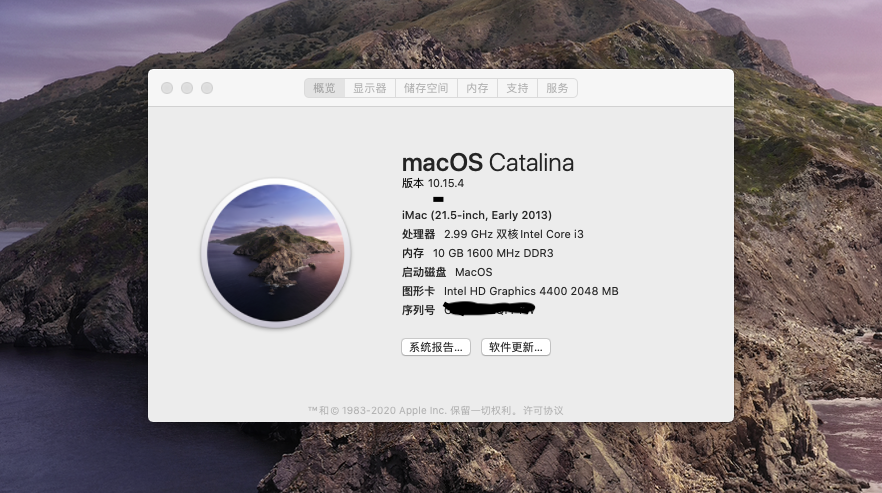 概览 显示器 储存空间 内存 支持 服务
macOS Catalina
版本 10.15.4
iMac (21.5-inch, Early 2013)
处理器 2.99 GHz 双核Intel Core i3
内存 10 GB 1600 MHz DDR3
启动磁盘 MacOS
图形卡 Intel HD Graphics 4400 2048 MB
序列号
系统报告... 软件更新...
™和© 1983-2020 Apple Inc. 保留一切权利。许可协议